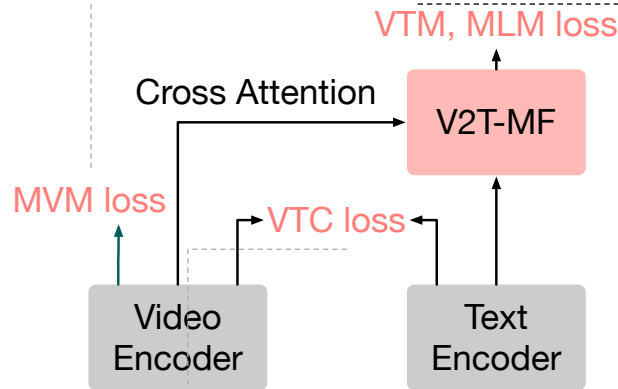 VTM, MLM loss
Cross Attention
V2T-MF
MVM loss
VTC loss
Video
Encoder
Text
Encoder